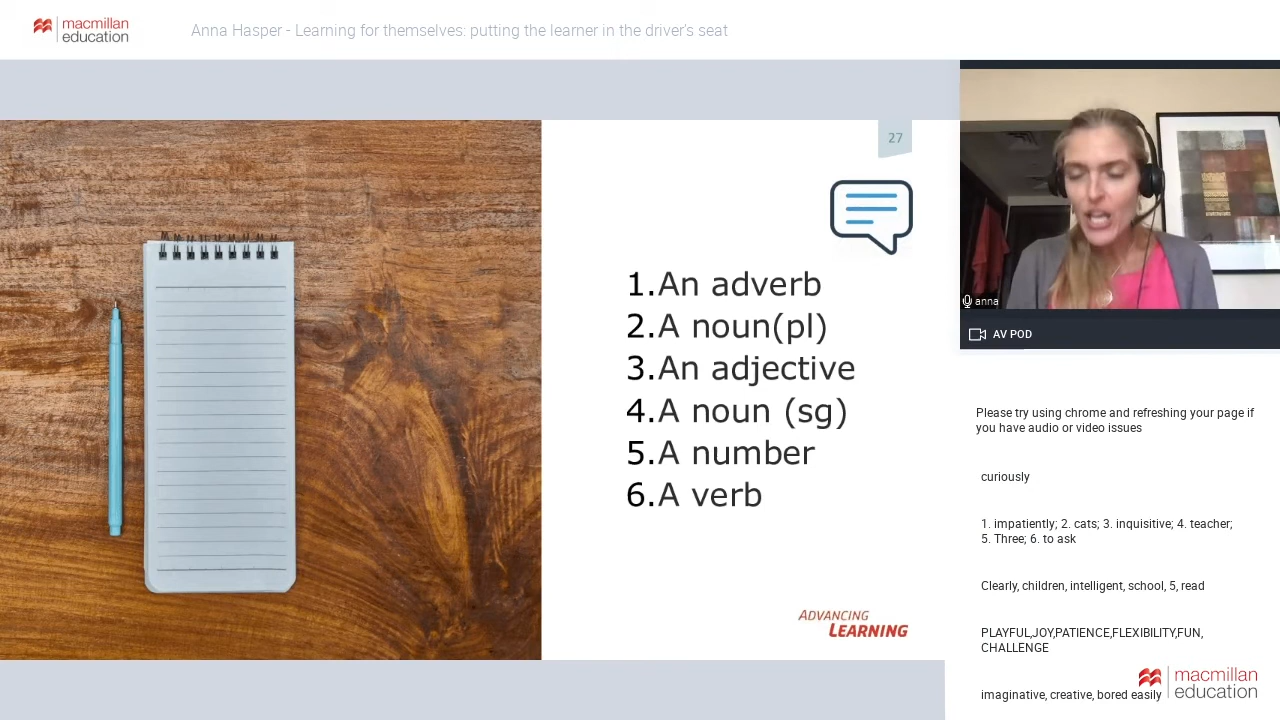 macmillan
education
Anna Hasper - Learning for themselves: putting the learner in the driver's seat
27
1.An adverb
2.A noun(pl)
3.An adjective
4.A noun (sg)
5.A number
6.A verb
ADVANCING
LEARNING
anna
AV POD
Please try using chrome and refreshing your page if
you have audio or video issues
curiously
1. impatiently; 2. cats; 3. inquisitive; 4. teacher;
5. Three; 6. to ask
Clearly, children, intelligent, school, 5, read
PLAYFUL,JOY,PATIENCE,FLEXIBILITY,FUN,
CHALLENGE
imaginative, creative, bored easily
macmillan
education